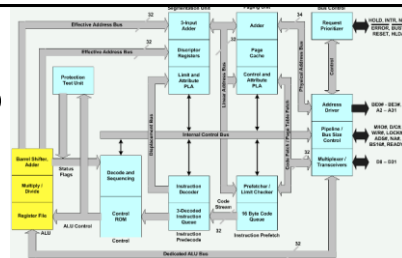 Segmentation Unit
Paging Unit
Bus Control
Effective Address Bus
32
3-Input Adder
Adder
34
Request Prioritizer
HOLD, INTR, N
ERROR, BUS
RESET, HLD
Effective Address Bus
32
Descriptor Registers
Page Cache
Protection Test Unit
Limit and Attribute PLA
Linear Address Bus
Control and Attribute PLA
Physical Address Bus
Control
Address Driver
BE0# - BE3#,
A2 – A31
Displacement Bus
Internal Control Bus
Code Fetch / Page Table Fetch
Pipeline / Bus Size Control
M/IO#, D/C#,
W/R#, LOCK#,
ADS#, NA#,
BS16#, READY
Barrel Shifter, Adder
Status Flags
32
Multiplexer / Transceivers
D0 – D31
Multiply / Divide
Decode and Sequencing
Instruction Decoder
Prefetcher / Limit Checker
Register File
Control ROM
3-Decoded Instruction Queue
Code Stream
16 Byte Code Queue
ALU
ALU Control
Control
Instruction Predecode
32
Instruction Prefetch
Dedicated ALU Bus
32